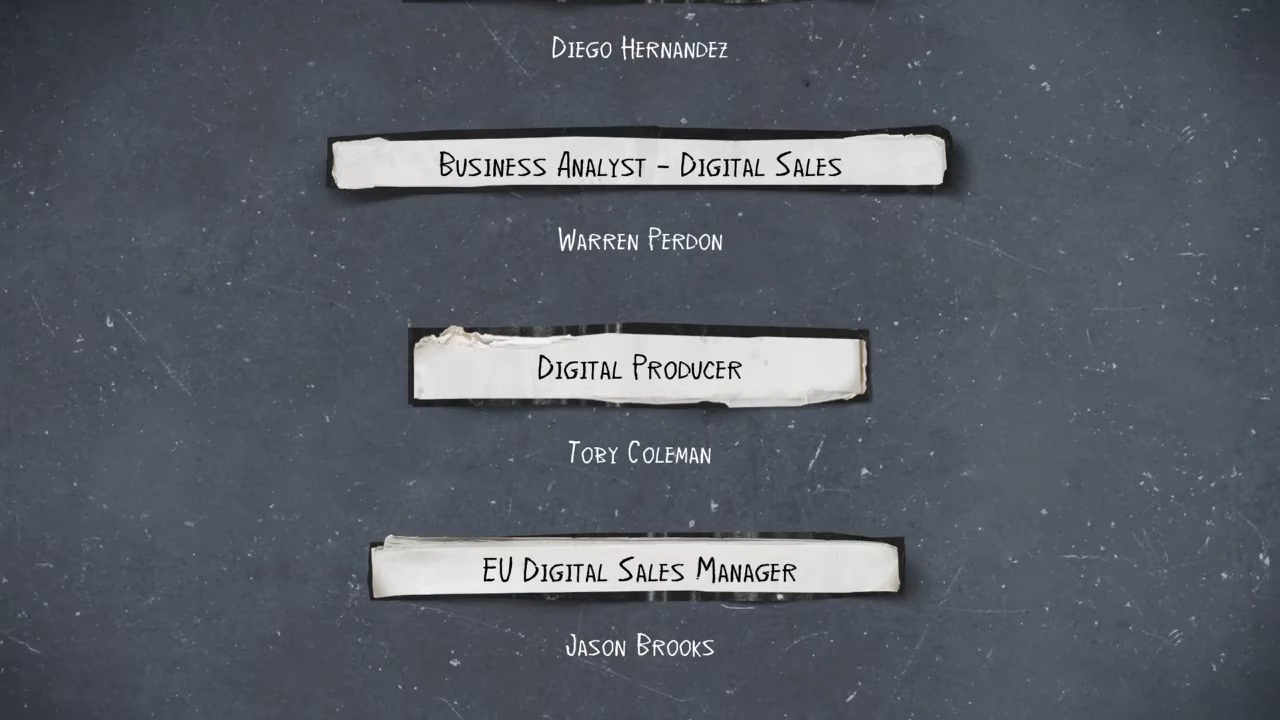 Diego Hernandez
Business Analyst – Digital Sales
Warren Perdon
Digital Producer
Toby Coleman
EU Digital Sales Manager
Jason Brooks